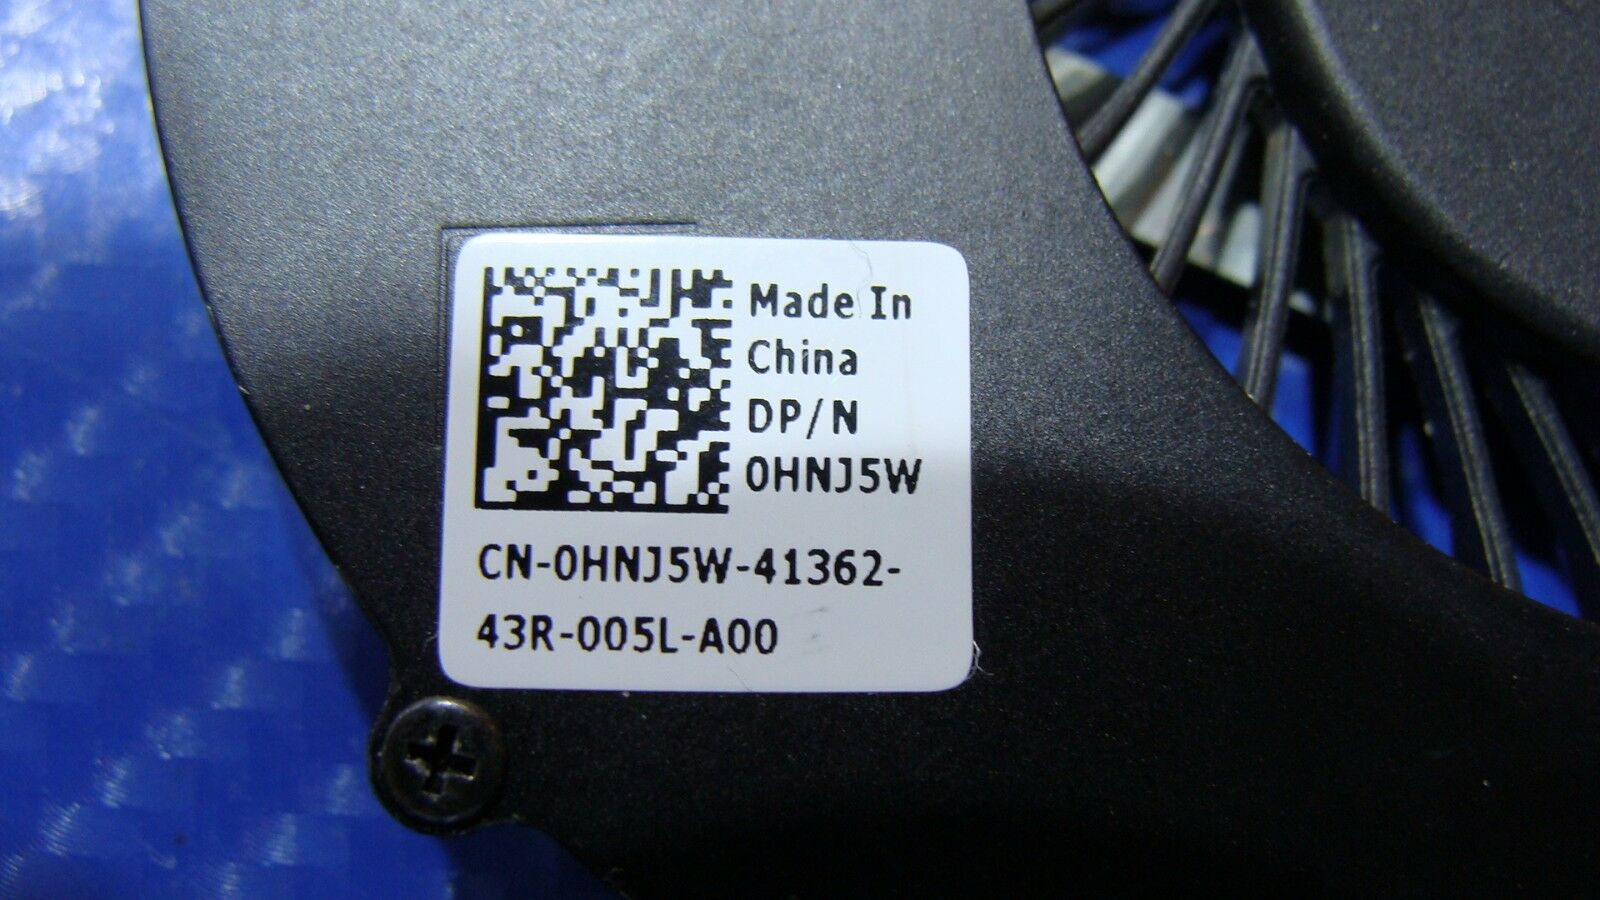 Made In
China
DP/N
0HNJ5W
CN-0HNJ5W-41362-
43R-005L-A00